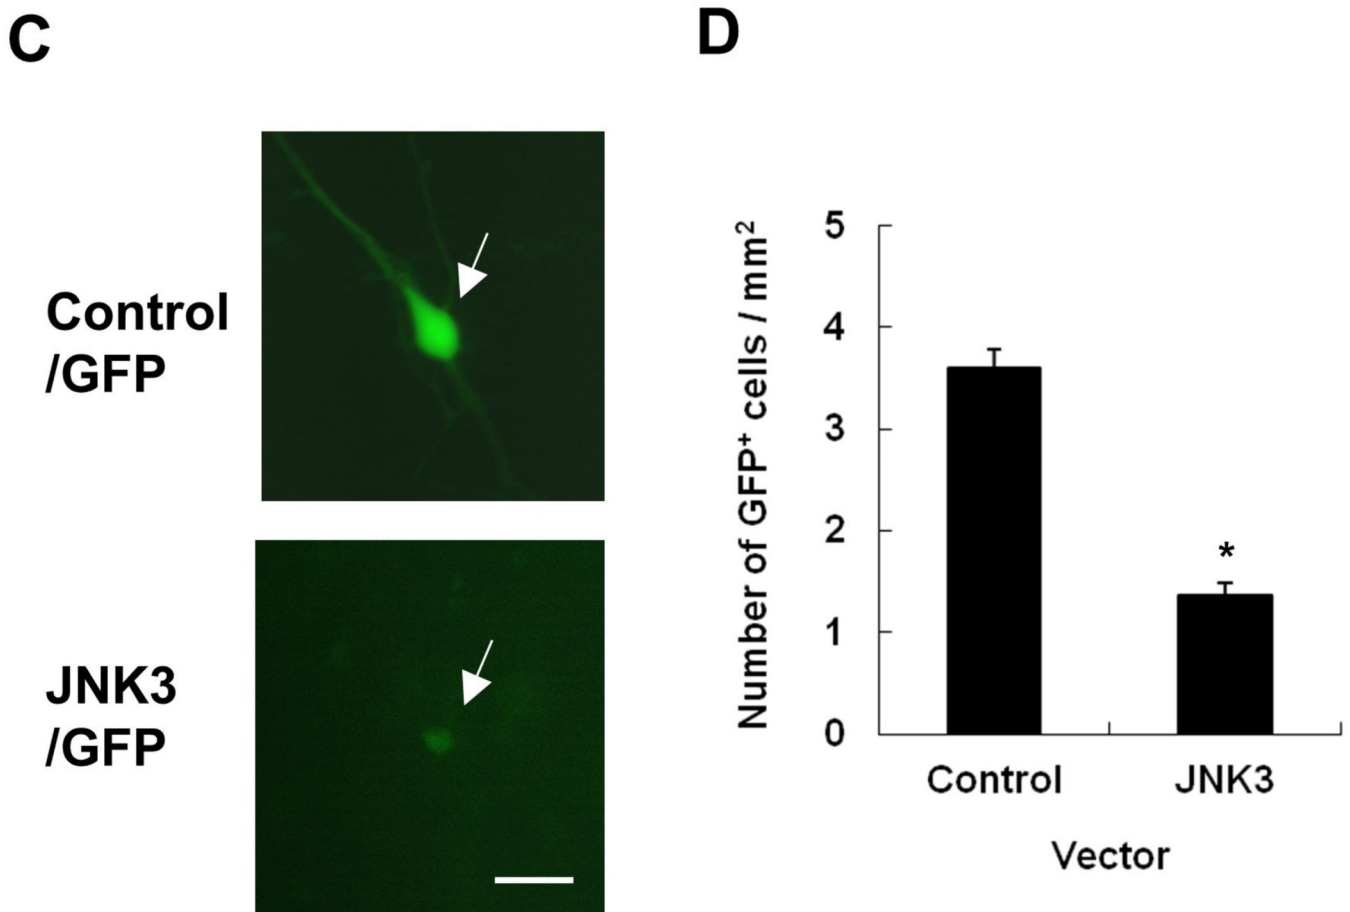 C
Control
/GFP
JNK3
/GFP
D
Number of GFP⁺ cells / mm²
5
4
3
2
1
0
*
Control
JNK3
Vector